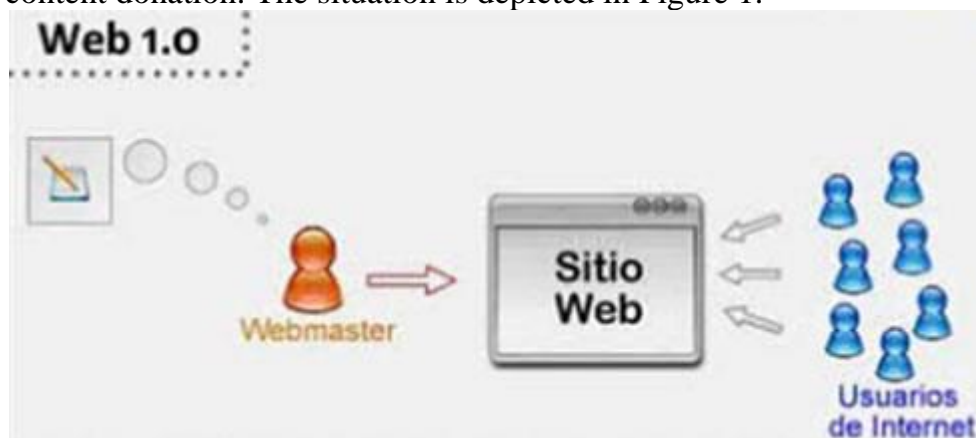 content donation. The situation is depicted in Figure 1.
Web 1.0
Sitio
Web
Webmaster
Usuarios
de Internet